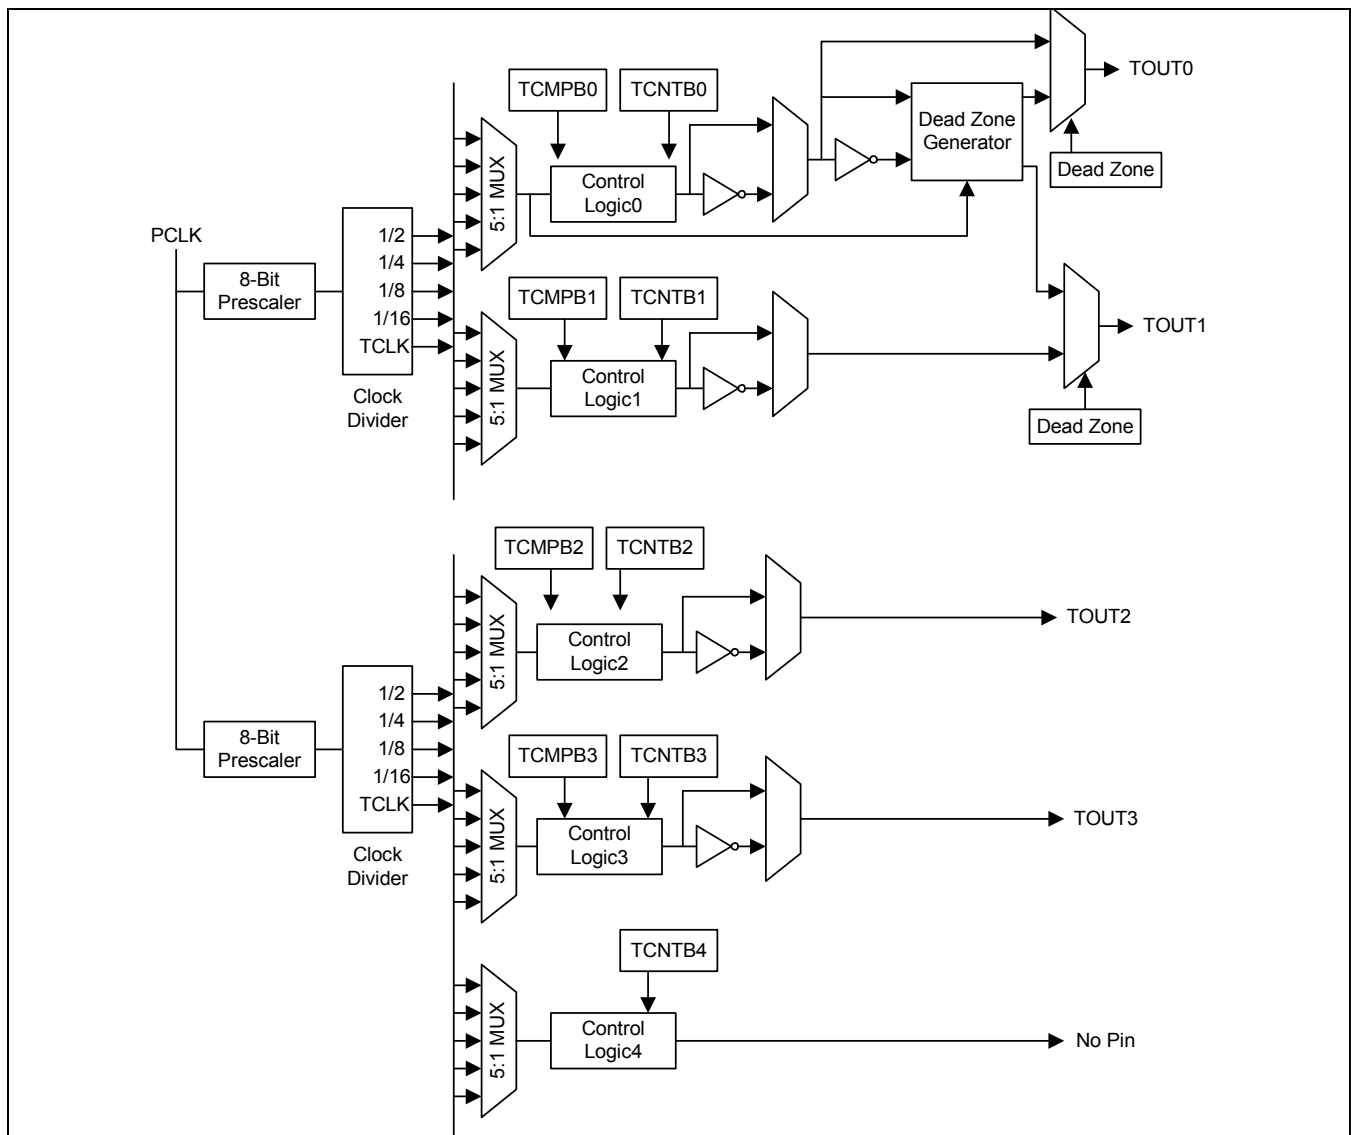 TCMPB0
TCNTB0
TOUT0
Dead Zone
Generator
Dead Zone
5:1 MUX
Control
Logic0
PCLK
8-Bit
Prescaler
1/2
1/4
1/8
1/16
TCLK
Clock
Divider
TCMPB1
TCNTB1
TOUT1
5:1 MUX
Control
Logic1
Dead Zone
TCMPB2
TCNTB2
TOUT2
5:1 MUX
Control
Logic2
8-Bit
Prescaler
1/2
1/4
1/8
1/16
TCLK
Clock
Divider
TCMPB3
TCNTB3
TOUT3
5:1 MUX
Control
Logic3
TCNTB4
5:1 MUX
Control
Logic4
No Pin